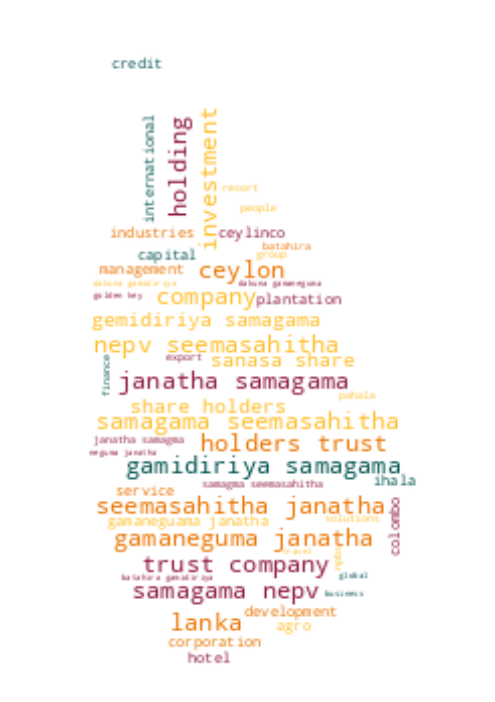 credit
international
holding
investment
resort
people
industries
ceylinco
batahira
capital
group
management
ceylon
dakuna gamidiriya
dakuna gamaneguma
golden key
company
plantation
gemidiriya samagama
nepv seemasahitha
export
sanasa share
finance
janatha samagama
pahala
share holders
samagama seemasahitha
janatha samagma
holders trust
neguma janatha
gamidiriya samagama
samagma seemasahitha
ihala
service
seemasahitha janatha
colombo
gamaneguama janatha
solutions
gamaneguma janatha
travel
trust company
batahira gamidiriya
global
samagama nepv
business
development
lanka
agro
corporation
hotel